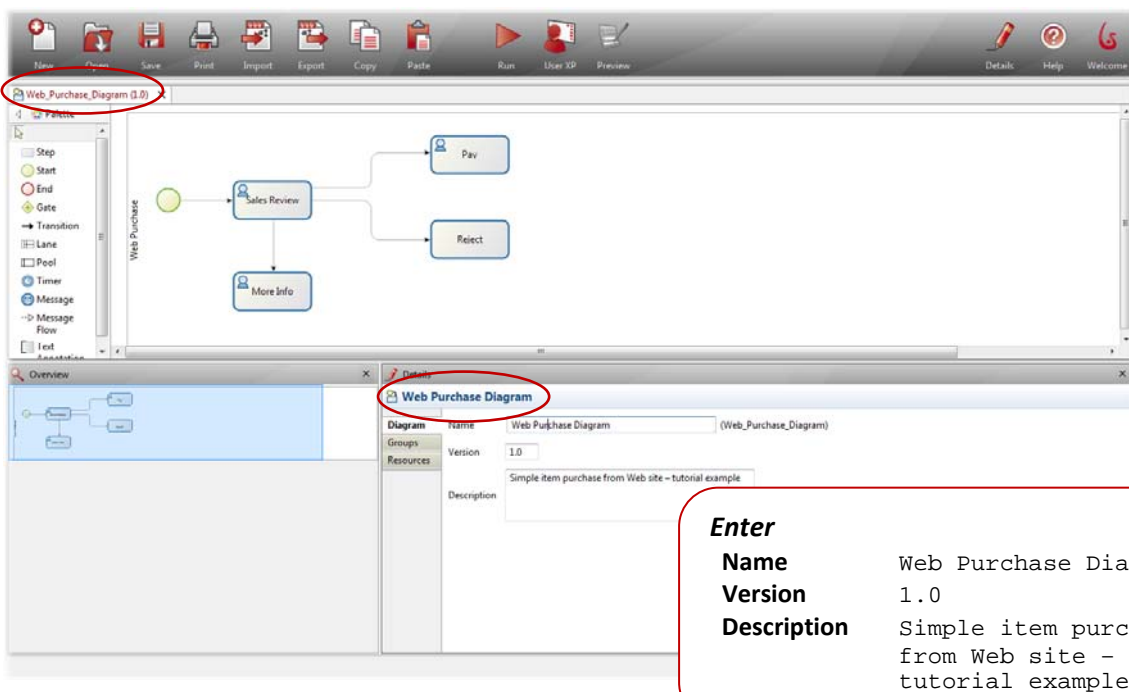 New Open Save Print Import Export Copy Paste Run User XP Preview Details Help Welcome
Web_Purchase_Diagram (1.0)
Palette
Step
Start
End
Gate
Transition
Lane
Pool
Timer
Message
Message
Flow
Text
Annotation
Web Purchase
Sales Review
Pay
Reject
More Info
Overview
Details
Web Purchase Diagram
Diagram
Groups
Resources
Name Web Purchase Diagram (Web_Purchase_Diagram)
Version 1.0
Description Simple item purchase from Web site – tutorial example
Enter
Name Web Purchase Dia
Version 1.0
Description Simple item purc
from Web site –
tutorial example